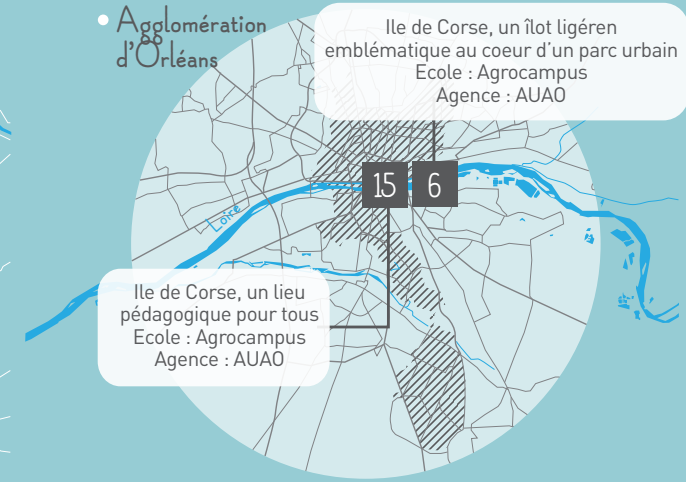 • Agglomération
d'Orléans
Ile de Corse, un îlot ligéren
emblématique au coeur d'un parc urbain
Ecole : Agrocampus
Agence : AUAO
15 6
Loire
Ile de Corse, un lieu
pédagogique pour tous
Ecole : Agrocampus
Agence : AUAO